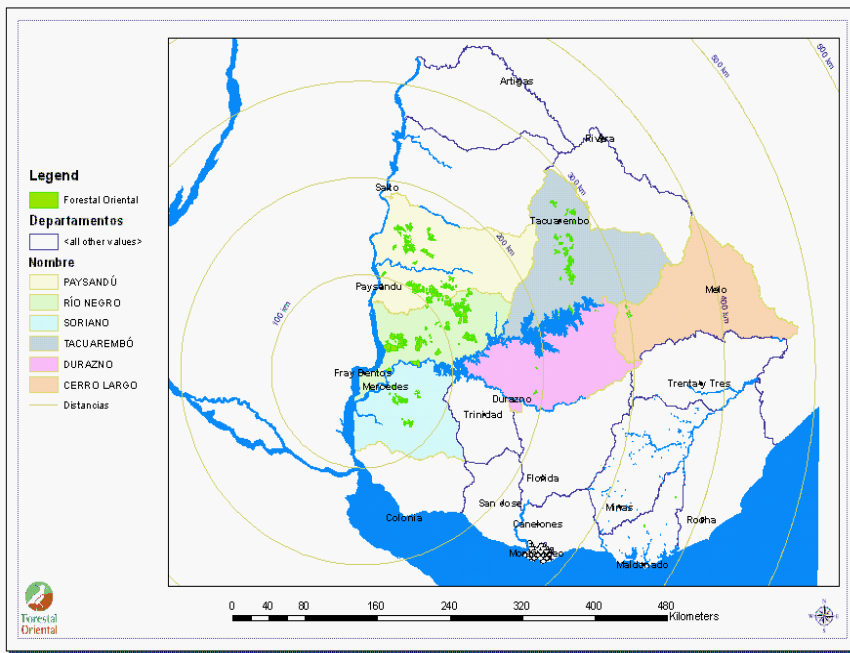 Legend
Forestal Oriental
Departamentos
<all other values>
Nombre
PAYSANDÚ
RÍO NEGRO
SORIANO
TACUAREMBÓ
DURAZNO
CERRO LARGO
Distancias
Artigas
Rivera
Salto
Tacuarembo
Paysandu
Melo
Fray Bentos
Mercedes
Durazno
Trinidad
Trenta y Tres
Florida
San José
Canelones
Minas
Rocha
Colonia
Montevideo
Maldonado
100 km
200 km
300 km
400 km
500 km
600 km
Forestal
Oriental
0 40 80 160 240 320 400 480
Kilometers
N
W E
S